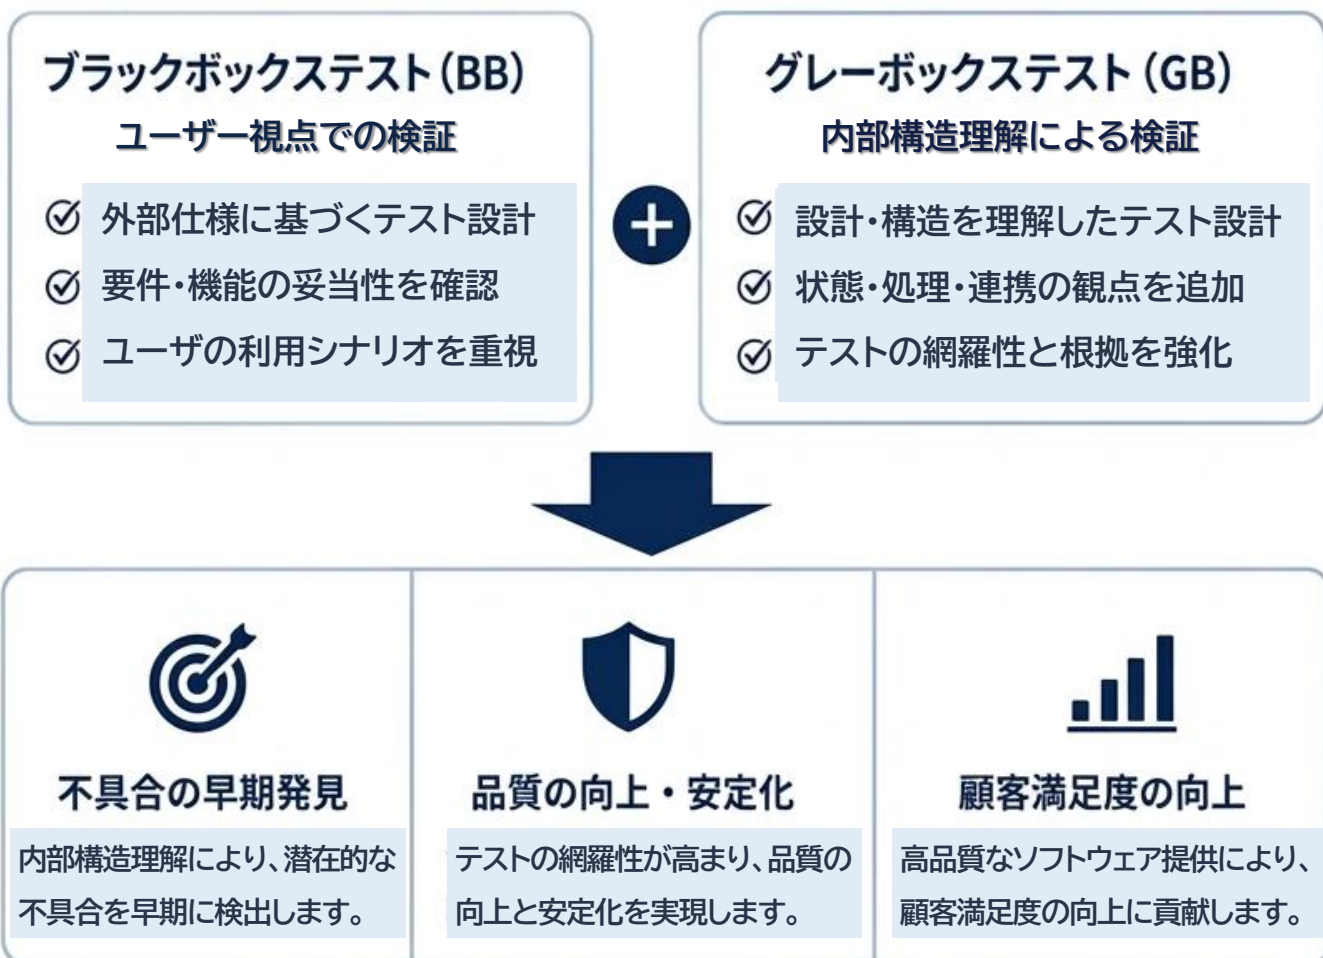 ブラックボックステスト(BB)
ユーザー視点での検証
外部仕様に基づくテスト設計
要件・機能の妥当性を確認
ユーザの利用シナリオを重視
グレーボックステスト(GB)
内部構造理解による検証
設計・構造を理解したテスト設計
状態・処理・連携の観点を追加
テストの網羅性と根拠を強化
不具合の早期発見
内部構造理解により、潜在的な
不具合を早期に検出します。
品質の向上・安定化
テストの網羅性が高まり、品質の
向上と安定化を実現します。
顧客満足度の向上
高品質なソフトウェア提供により、
顧客満足度の向上に貢献します。